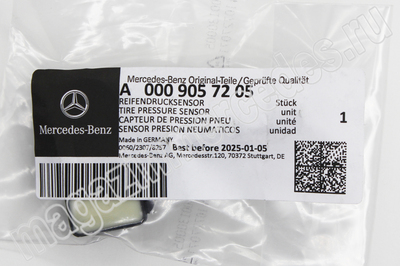 Mercedes-Benz Original-Teile/Geprüfte Qualität
A 000 905 72 05
REIFENDRUCKSENSOR Stück
TIRE PRESSURE SENSOR unit
CAPTEUR DE PRESSION PNEU unité 1
SENSOR PRESION NEUMATICOS unidad
Mercedes-Benz
Made in GERMANY
Best before 2025-01-05
Mercedes-Benz AG, Mercedesstr.120, 70372 Stuttgart, DE